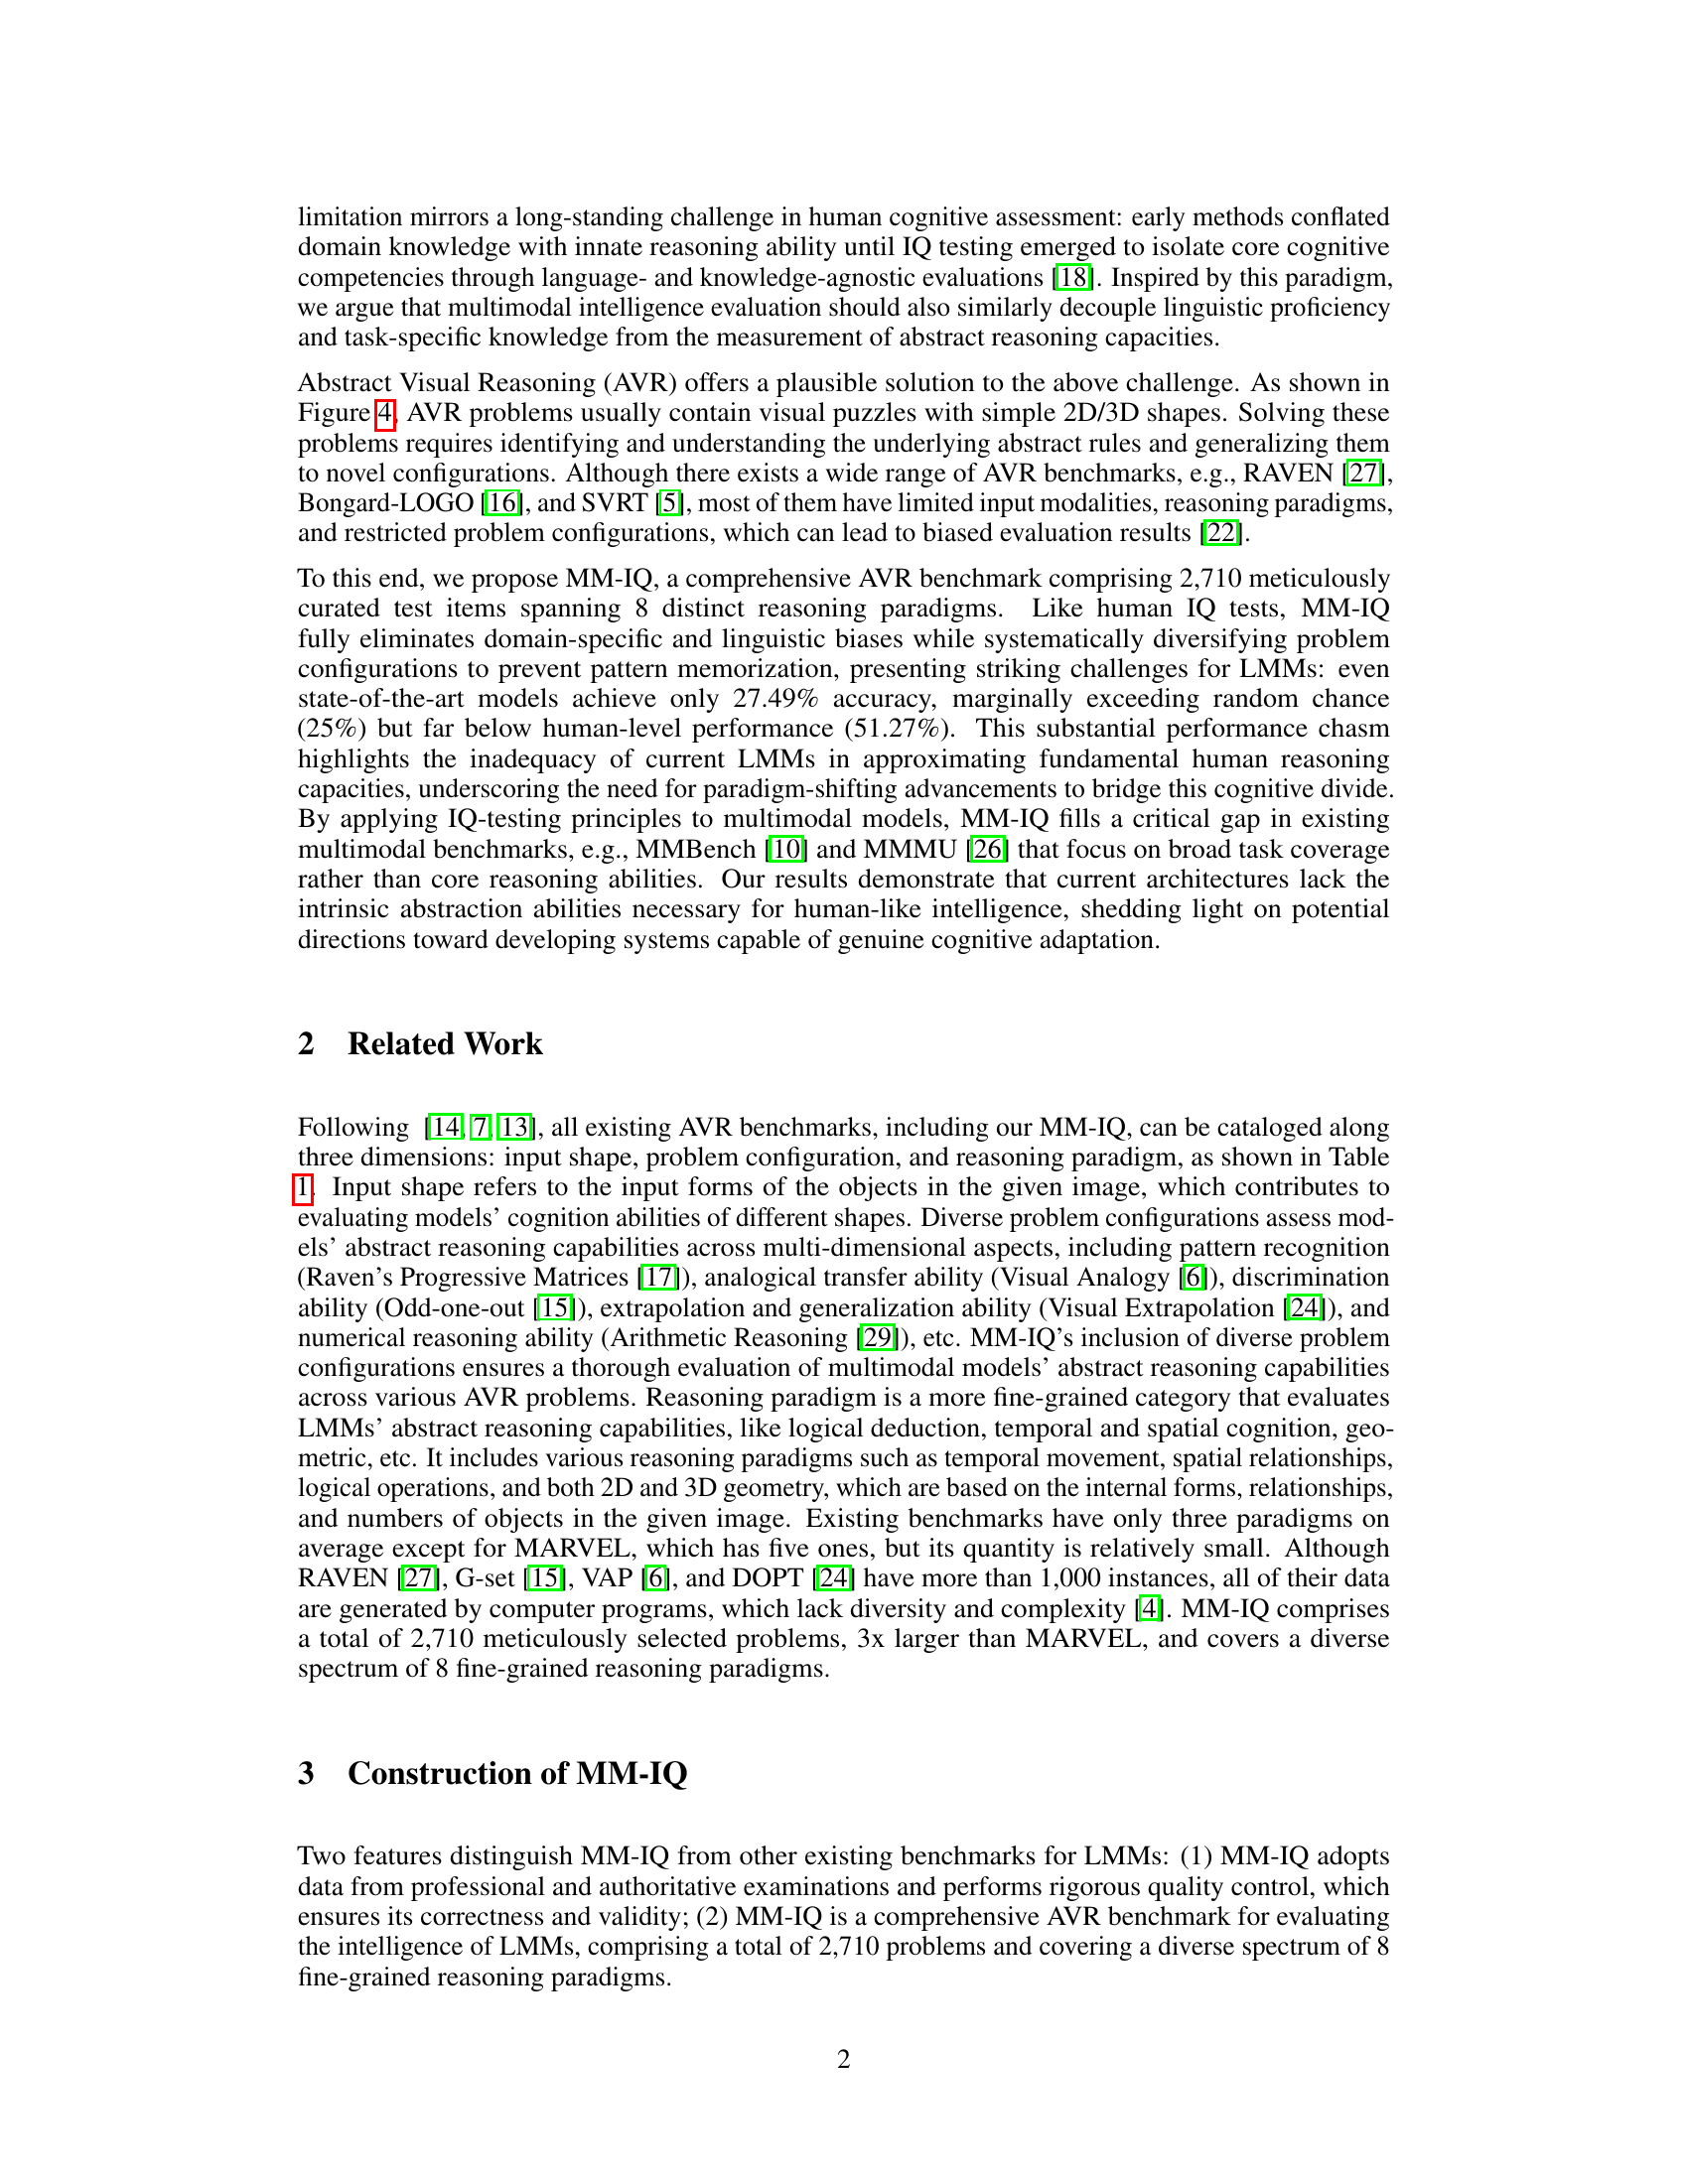 limitation mirrors a long-standing challenge in human cognitive assessment: early methods conflated
domain knowledge with innate reasoning ability until IQ testing emerged to isolate core cognitive
competencies through language- and knowledge-agnostic evaluations [18]. Inspired by this paradigm,
we argue that multimodal intelligence evaluation should also similarly decouple linguistic proficiency
and task-specific knowledge from the measurement of abstract reasoning capacities.
Abstract Visual Reasoning (AVR) offers a plausible solution to the above challenge. As shown in
Figure 4, AVR problems usually contain visual puzzles with simple 2D/3D shapes. Solving these
problems requires identifying and understanding the underlying abstract rules and generalizing them
to novel configurations. Although there exists a wide range of AVR benchmarks, e.g., RAVEN [27],
Bongard-LOGO [16], and SVRT [5], most of them have limited input modalities, reasoning paradigms,
and restricted problem configurations, which can lead to biased evaluation results [22].
To this end, we propose MM-IQ, a comprehensive AVR benchmark comprising 2,710 meticulously
curated test items spanning 8 distinct reasoning paradigms. Like human IQ tests, MM-IQ
fully eliminates domain-specific and linguistic biases while systematically diversifying problem
configurations to prevent pattern memorization, presenting striking challenges for LMMs: even
state-of-the-art models achieve only 27.49% accuracy, marginally exceeding random chance
(25%) but far below human-level performance (51.27%). This substantial performance chasm
highlights the inadequacy of current LMMs in approximating fundamental human reasoning
capacities, underscoring the need for paradigm-shifting advancements to bridge this cognitive divide.
By applying IQ-testing principles to multimodal models, MM-IQ fills a critical gap in existing
multimodal benchmarks, e.g., MMBench [10] and MMMU [26] that focus on broad task coverage
rather than core reasoning abilities. Our results demonstrate that current architectures lack the
intrinsic abstraction abilities necessary for human-like intelligence, shedding light on potential
directions toward developing systems capable of genuine cognitive adaptation.
2 Related Work
Following [14, 7, 13], all existing AVR benchmarks, including our MM-IQ, can be cataloged along
three dimensions: input shape, problem configuration, and reasoning paradigm, as shown in Table
1. Input shape refers to the input forms of the objects in the given image, which contributes to
evaluating models' cognition abilities of different shapes. Diverse problem configurations assess mod-
els' abstract reasoning capabilities across multi-dimensional aspects, including pattern recognition
(Raven's Progressive Matrices [17]), analogical transfer ability (Visual Analogy [6]), discrimination
ability (Odd-one-out [15]), extrapolation and generalization ability (Visual Extrapolation [24]), and
numerical reasoning ability (Arithmetic Reasoning [29]), etc. MM-IQ's inclusion of diverse problem
configurations ensures a thorough evaluation of multimodal models' abstract reasoning capabilities
across various AVR problems. Reasoning paradigm is a more fine-grained category that evaluates
LMMs' abstract reasoning capabilities, like logical deduction, temporal and spatial cognition, geo-
metric, etc. It includes various reasoning paradigms such as temporal movement, spatial relationships,
logical operations, and both 2D and 3D geometry, which are based on the internal forms, relationships,
and numbers of objects in the given image. Existing benchmarks have only three paradigms on
average except for MARVEL, which has five ones, but its quantity is relatively small. Although
RAVEN [27], G-set [15], VAP [6], and DOPT [24] have more than 1,000 instances, all of their data
are generated by computer programs, which lack diversity and complexity [4]. MM-IQ comprises
a total of 2,710 meticulously selected problems, 3x larger than MARVEL, and covers a diverse
spectrum of 8 fine-grained reasoning paradigms.
3 Construction of MM-IQ
Two features distinguish MM-IQ from other existing benchmarks for LMMs: (1) MM-IQ adopts
data from professional and authoritative examinations and performs rigorous quality control, which
ensures its correctness and validity; (2) MM-IQ is a comprehensive AVR benchmark for evaluating
the intelligence of LMMs, comprising a total of 2,710 problems and covering a diverse spectrum of 8
fine-grained reasoning paradigms.
2